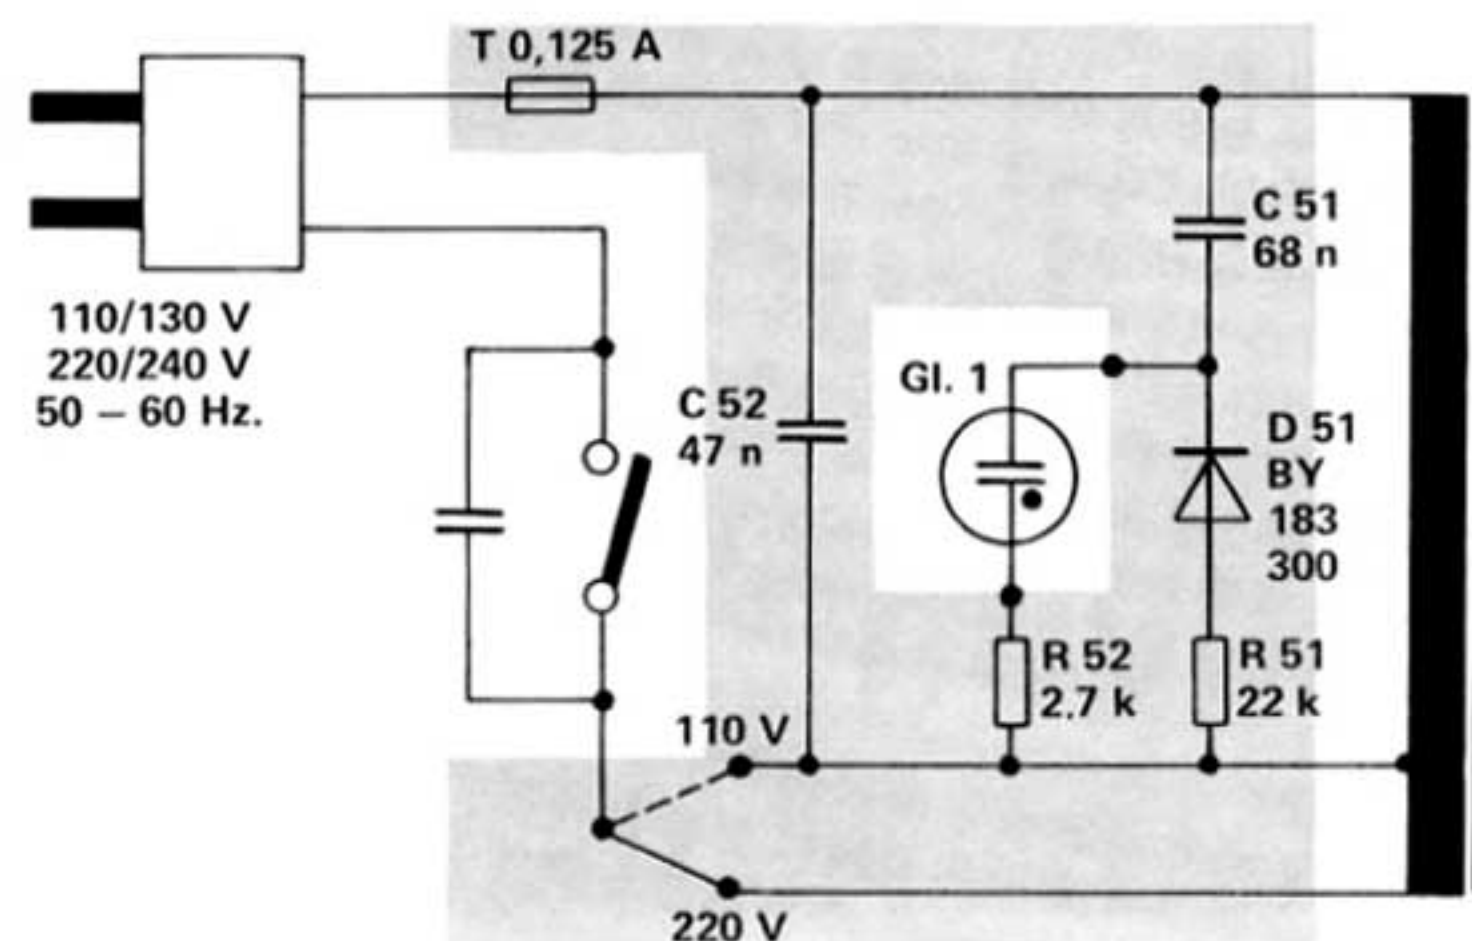 T 0,125 A
C 51
68 n
110/130 V
220/240 V
50 – 60 Hz.
Gl. 1
C 52
47 n
D 51
BY
183
300
R 52
2.7 k
R 51
22 k
110 V
220 V